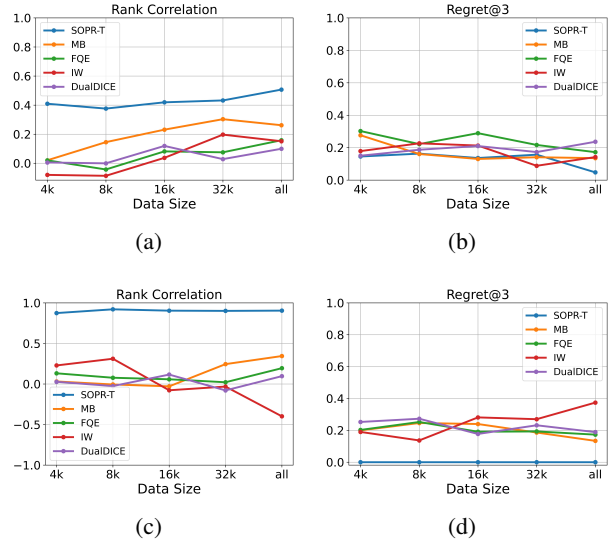 Rank Correlation
1.0
0.8
0.6
0.4
0.2
0.0
SOPR-T
MB
FQE
IW
DualDICE
4k 8k 16k 32k all
Data Size
(a)
Regret@3
1.0
0.8
0.6
0.4
0.2
0.0
SOPR-T
MB
FQE
IW
DualDICE
4k 8k 16k 32k all
Data Size
(b)
Rank Correlation
1.0
0.5
0.0
−0.5
−1.0
SOPR-T
MB
FQE
IW
DualDICE
4k 8k 16k 32k all
Data Size
(c)
Regret@3
1.0
0.8
0.6
0.4
0.2
0.0
SOPR-T
MB
FQE
IW
DualDICE
4k 8k 16k 32k all
Data Size
(d)